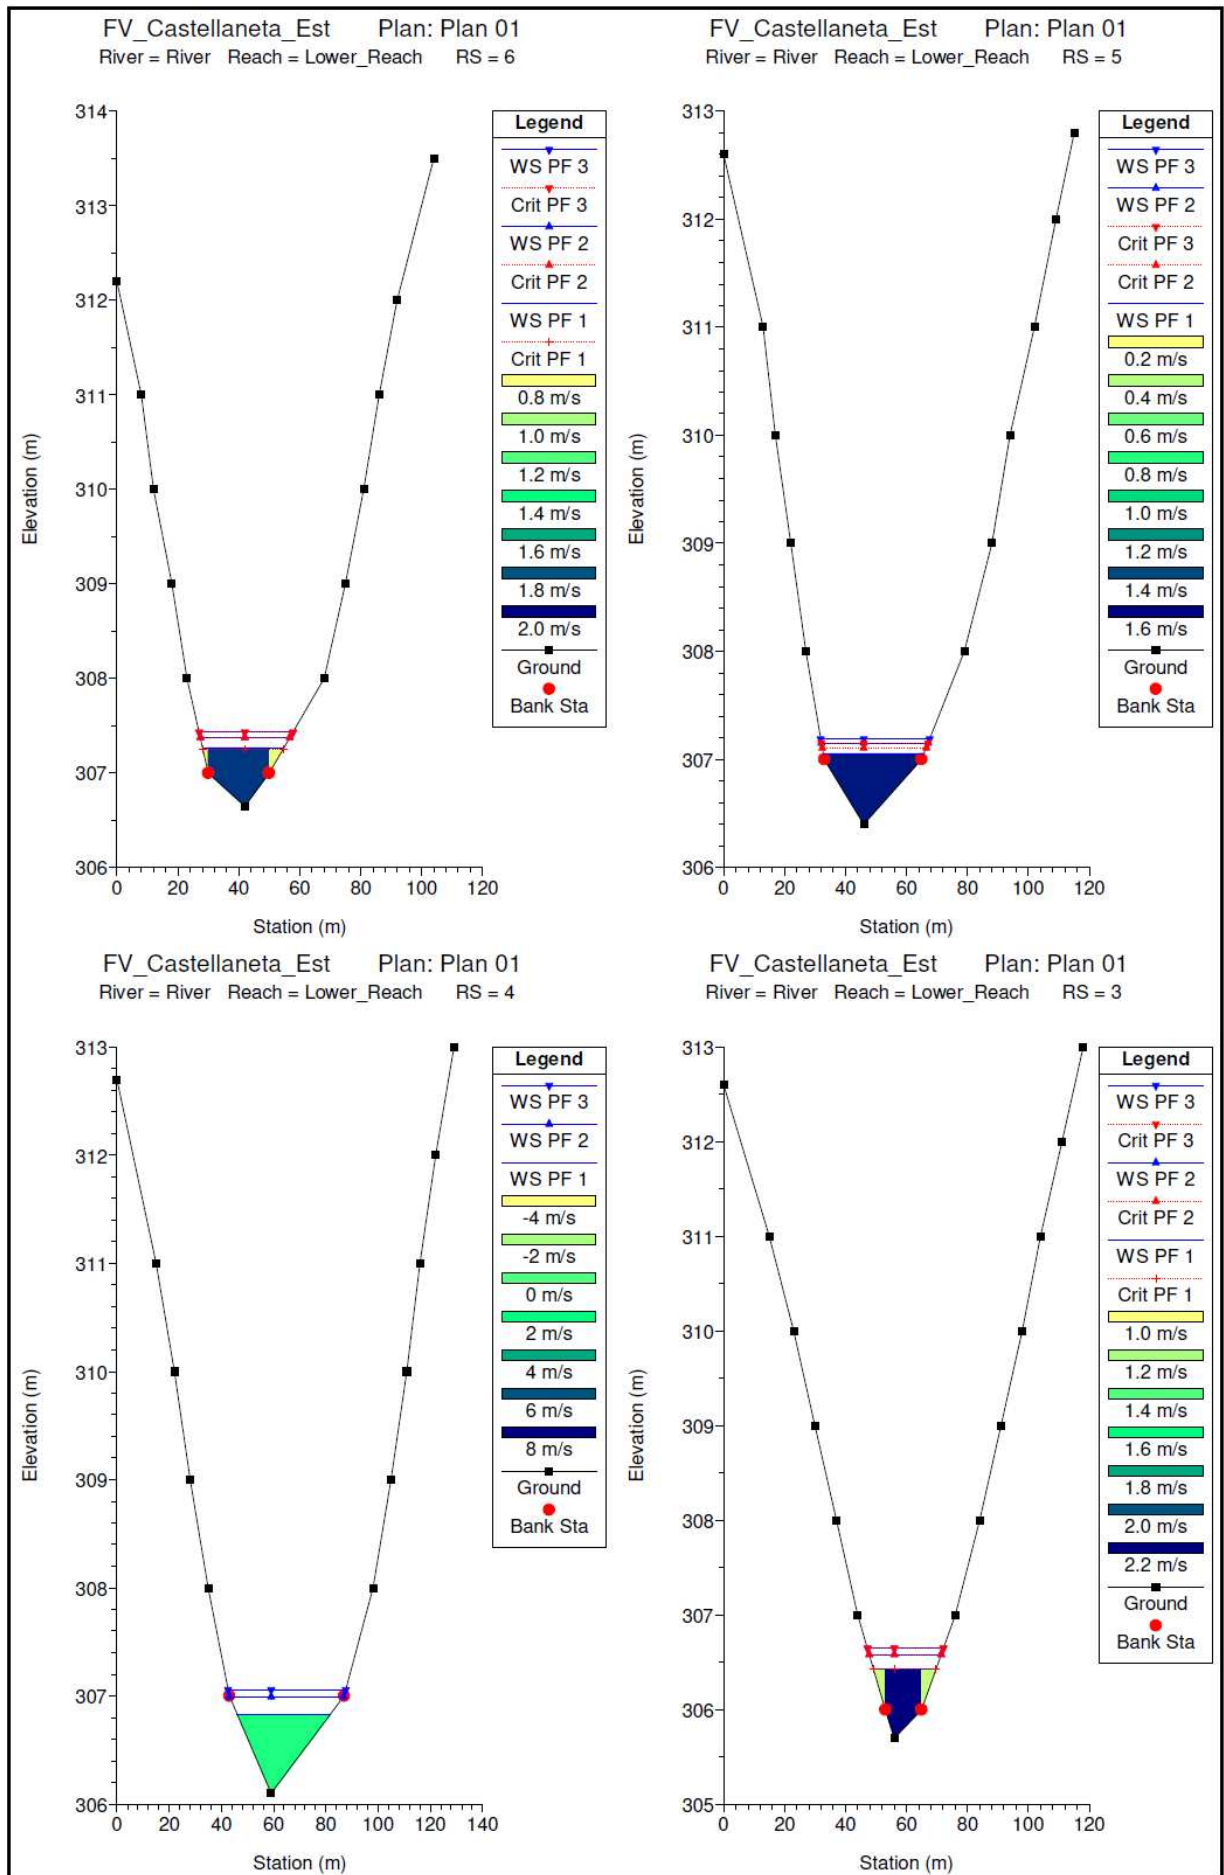 FV_Castellaneta_Est Plan: Plan 01
River = River Reach = Lower_Reach RS = 6
Elevation (m)
314
313
312
311
310
309
308
307
306
0 20 40 60 80 100 120
Station (m)
Legend
WS PF 3
Crit PF 3
WS PF 2
Crit PF 2
WS PF 1
Crit PF 1
0.8 m/s
1.0 m/s
1.2 m/s
1.4 m/s
1.6 m/s
1.8 m/s
2.0 m/s
Ground
Bank Sta
FV_Castellaneta_Est Plan: Plan 01
River = River Reach = Lower_Reach RS = 5
Elevation (m)
313
312
311
310
309
308
307
306
0 20 40 60 80 100 120
Station (m)
Legend
WS PF 3
WS PF 2
Crit PF 3
Crit PF 2
WS PF 1
0.2 m/s
0.4 m/s
0.6 m/s
0.8 m/s
1.0 m/s
1.2 m/s
1.4 m/s
1.6 m/s
Ground
Bank Sta
FV_Castellaneta_Est Plan: Plan 01
River = River Reach = Lower_Reach RS = 4
Elevation (m)
313
312
311
310
309
308
307
306
0 20 40 60 80 100 120 140
Station (m)
Legend
WS PF 3
WS PF 2
WS PF 1
-4 m/s
-2 m/s
0 m/s
2 m/s
4 m/s
6 m/s
8 m/s
Ground
Bank Sta
FV_Castellaneta_Est Plan: Plan 01
River = River Reach = Lower_Reach RS = 3
Elevation (m)
313
312
311
310
309
308
307
306
305
0 20 40 60 80 100 120
Station (m)
Legend
WS PF 3
Crit PF 3
WS PF 2
Crit PF 2
WS PF 1
Crit PF 1
1.0 m/s
1.2 m/s
1.4 m/s
1.6 m/s
1.8 m/s
2.0 m/s
2.2 m/s
Ground
Bank Sta